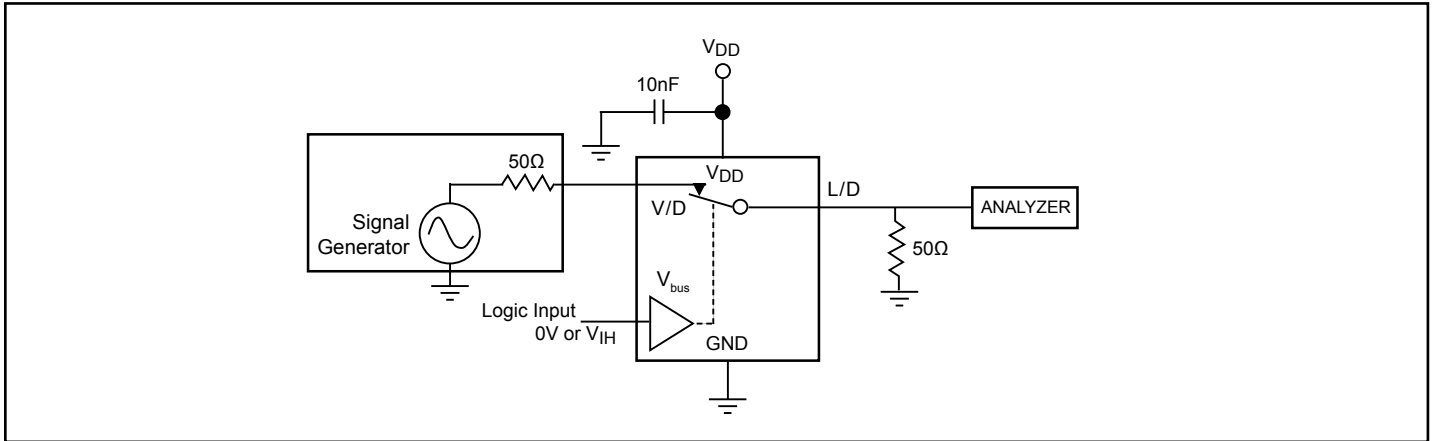 VDD
10nF
50Ω
VDD
L/D
V/D
ANALYZER
Signal
Generator
50Ω
Vbus
Logic Input
0V or VIH
GND